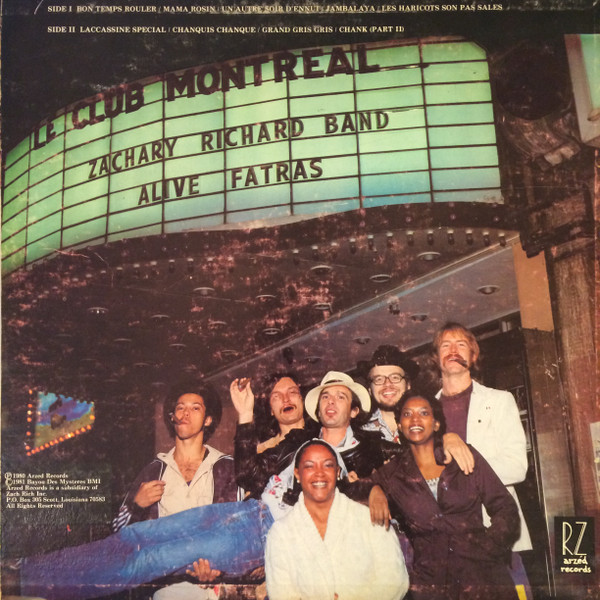 SIDE I BON TEMPS ROULER / MAMA ROSIN / UN AUTRE SOIR D'ENNUI / JAMBALAYA / LES HARICOTS SON PAS SALES
SIDE II LACCASSINE SPECIAL / CHANQUIS CHANQUE / GRAND GRIS GRIS / CHANK (PART II)
LE CLUB MONTREAL
ZACHARY RICHARD BAND
ALIVE FATRAS
Ⓟ 1980 Arzed Records
© 1981 Bayou Des Mysteres BMI
Arzed Records is a subsidiary of
Zach Rich Inc.
P.O. Box 305 Scott, Louisiana 70583
All Rights Reserved
RZ
arzed
records